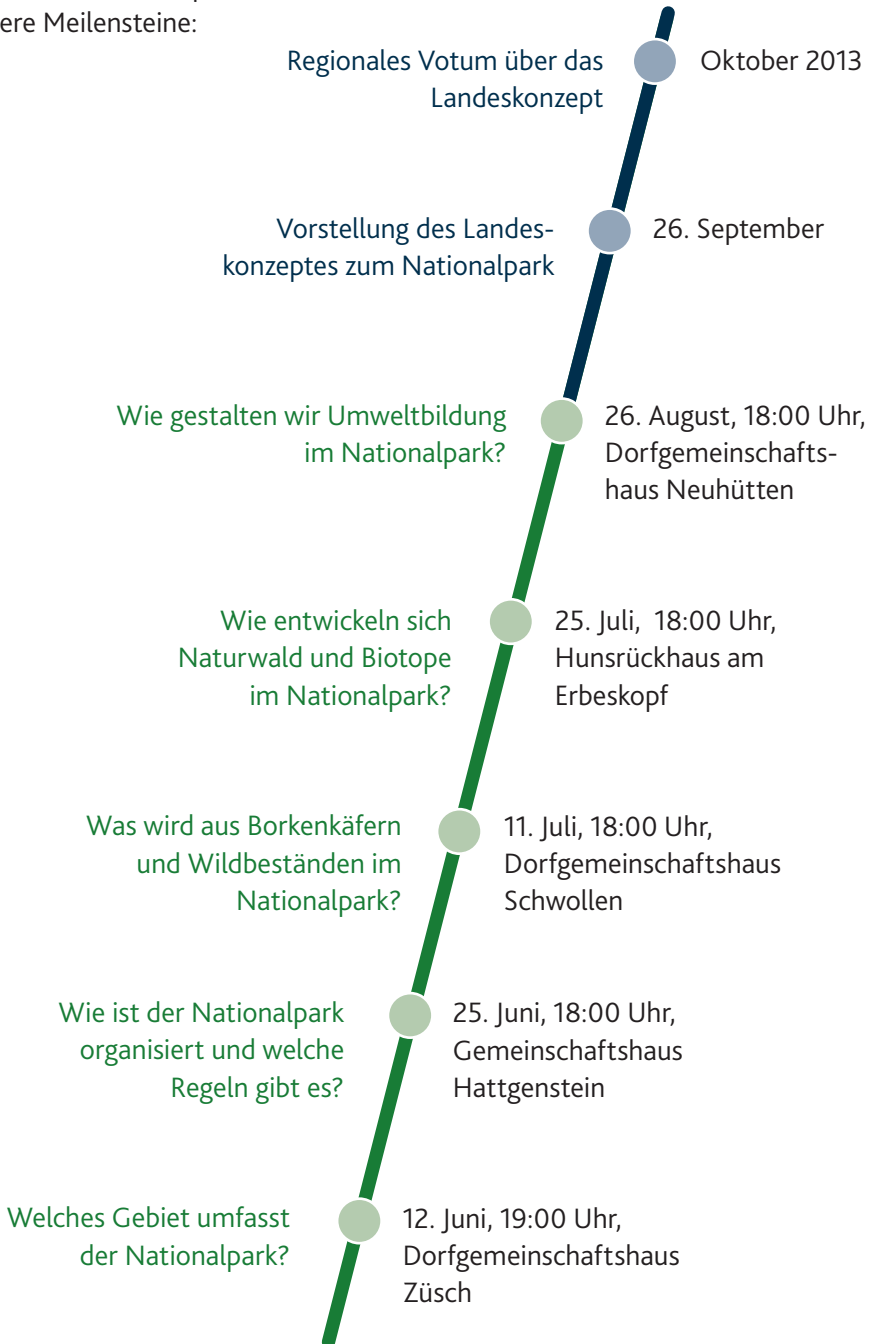 ere Meilensteine:
Regionales Votum über das
Landeskonzept
Oktober 2013
Vorstellung des Landes-
konzeptes zum Nationalpark
26. September
Wie gestalten wir Umweltbildung
im Nationalpark?
26. August, 18:00 Uhr,
Dorfgemeinschafts-
haus Neuhütten
Wie entwickeln sich
Naturwald und Biotope
im Nationalpark?
25. Juli, 18:00 Uhr,
Hunsrückhaus am
Erbeskopf
Was wird aus Borkenkäfern
und Wildbeständen im
Nationalpark?
11. Juli, 18:00 Uhr,
Dorfgemeinschaftshaus
Schwollen
Wie ist der Nationalpark
organisiert und welche
Regeln gibt es?
25. Juni, 18:00 Uhr,
Gemeinschaftshaus
Hattgenstein
Welches Gebiet umfasst
der Nationalpark?
12. Juni, 19:00 Uhr,
Dorfgemeinschaftshaus
Züsch